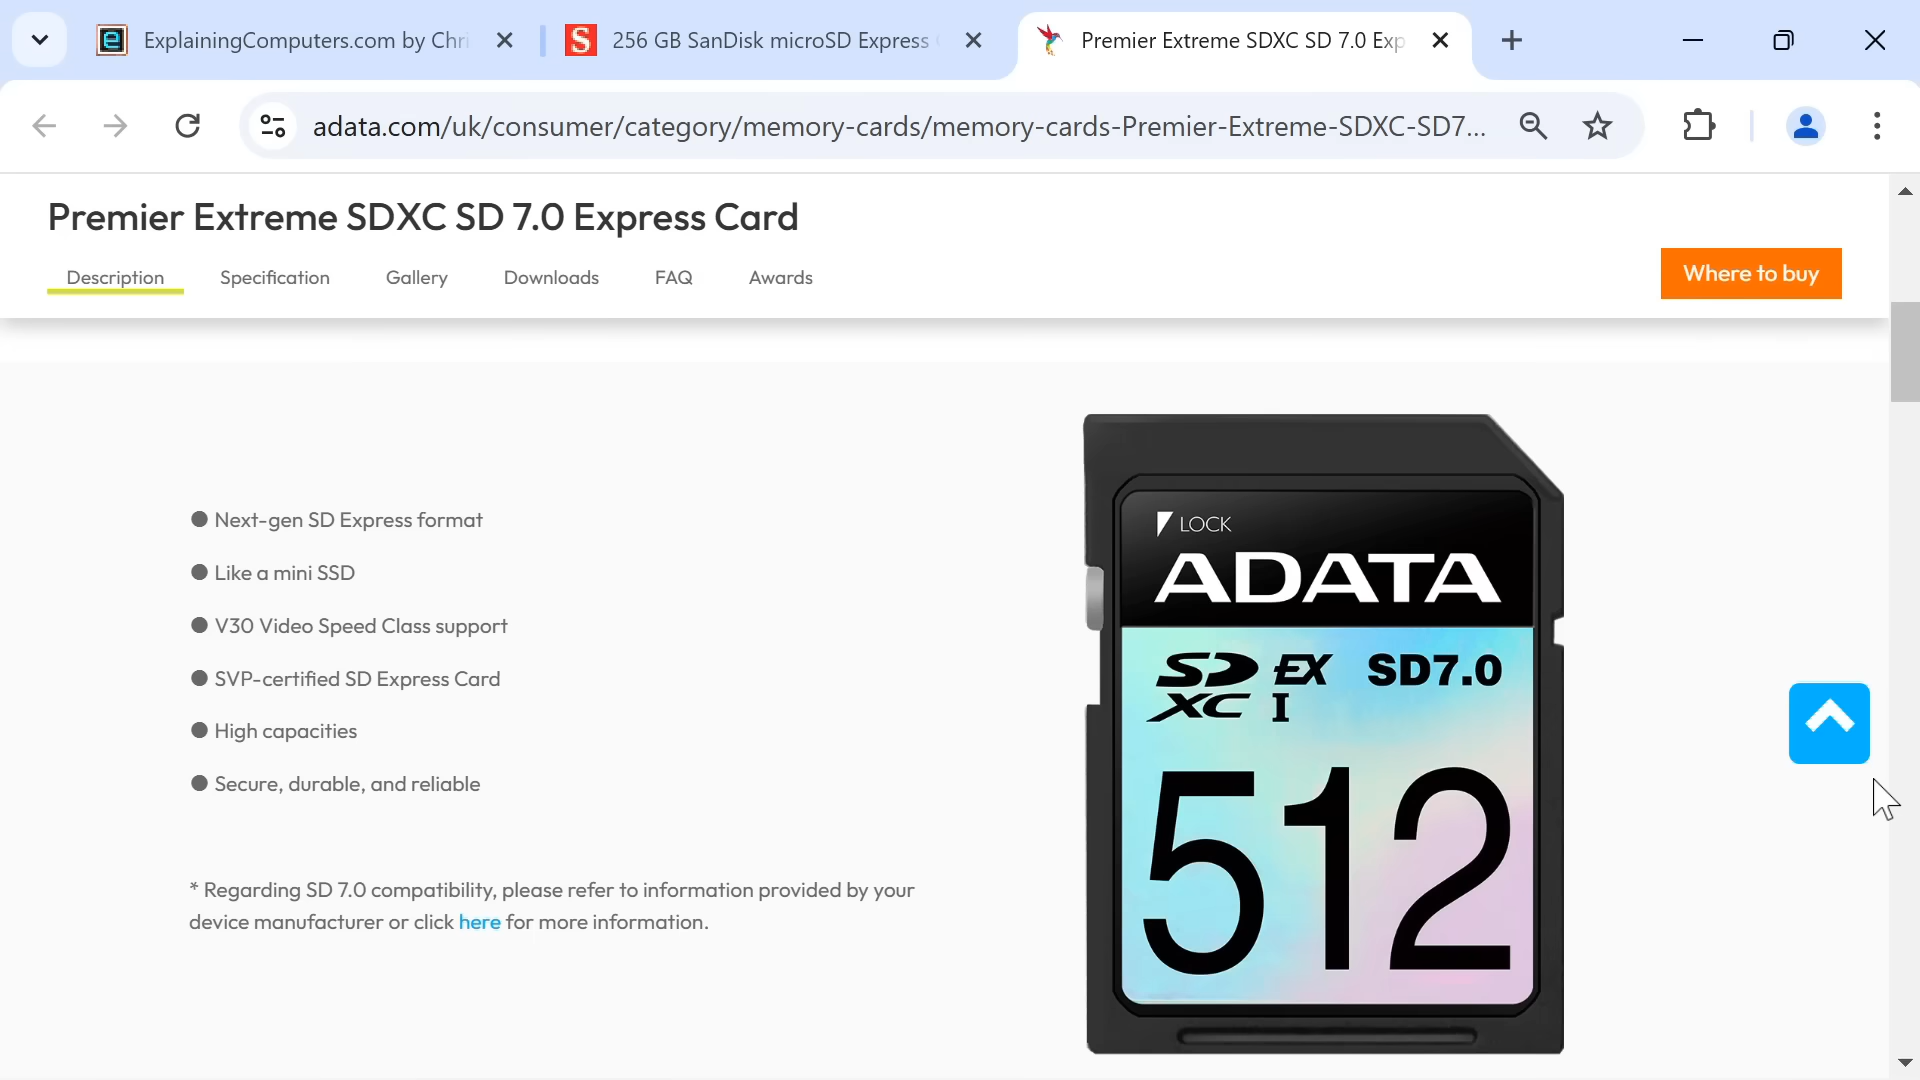 ExplainingComputers.com by Chri
256 GB SanDisk microSD Express
Premier Extreme SDXC SD 7.0 Exp
adata.com/uk/consumer/category/memory-cards/memory-cards-Premier-Extreme-SDXC-SD7...
Premier Extreme SDXC SD 7.0 Express Card
Description
Specification
Gallery
Downloads
FAQ
Awards
Where to buy
● Next-gen SD Express format
● Like a mini SSD
● V30 Video Speed Class support
● SVP-certified SD Express Card
● High capacities
● Secure, durable, and reliable
* Regarding SD 7.0 compatibility, please refer to information provided by your
device manufacturer or click here for more information.
LOCK
ADATA
SD XC EX I SD7.0
512